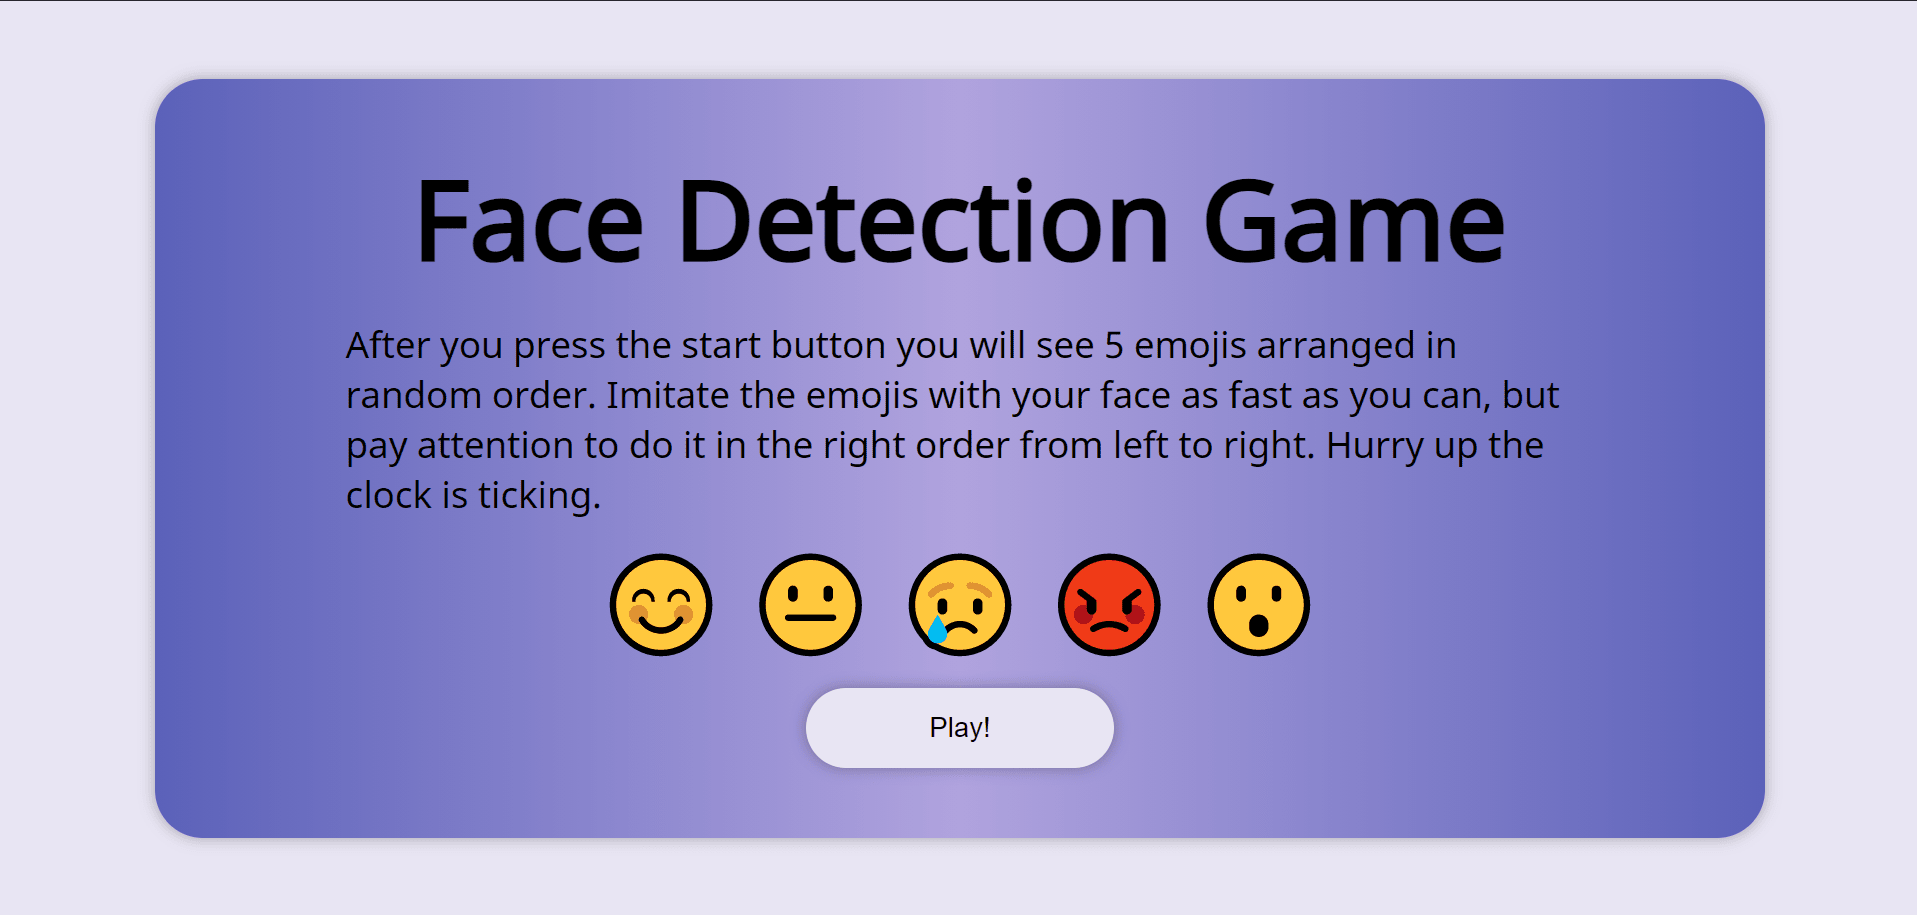 Face Detection Game
After you press the start button you will see 5 emojis arranged in
random order. Imitate the emojis with your face as fast as you can, but
pay attention to do it in the right order from left to right. Hurry up the
clock is ticking.
Play!